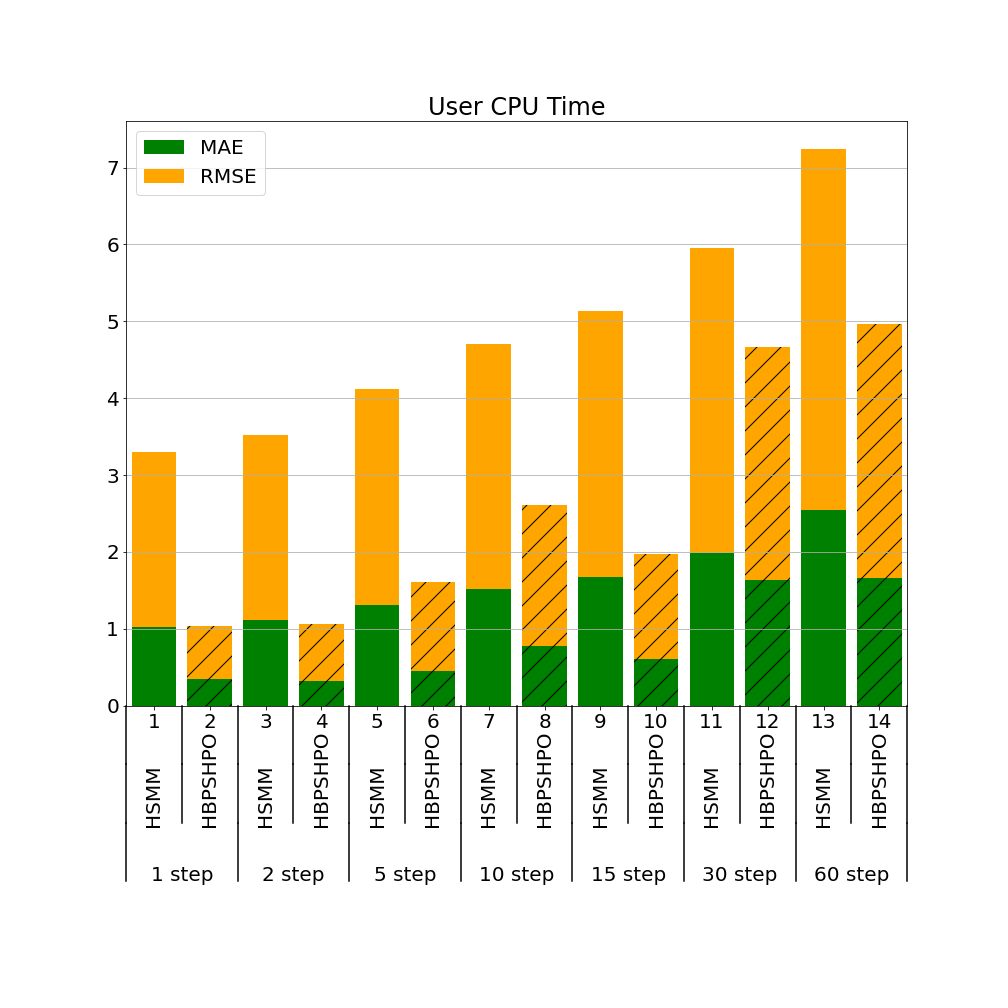 User CPU Time
MAE
RMSE
7
6
5
4
3
2
1
0
1 2 3 4 5 6 7 8 9 10 11 12 13 14
HSMM HBPSHPO HSMM HBPSHPO HSMM HBPSHPO HSMM HBPSHPO HSMM HBPSHPO HSMM HBPSHPO HSMM HBPSHPO
1 step 2 step 5 step 10 step 15 step 30 step 60 step